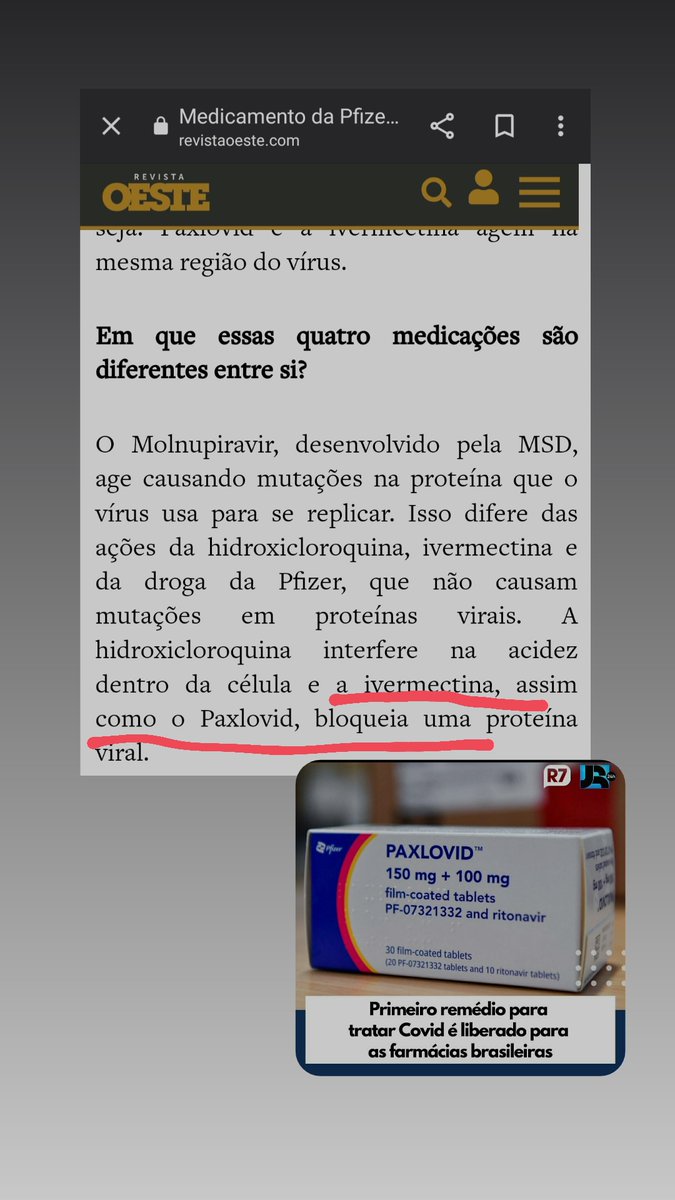 Medicamento da Pfize...
revistaoeste.com
REVISTA
OESTE
seja. Paxlovid e a ivermectina agem na
mesma região do vírus.
Em que essas quatro medicações são
diferentes entre si?
O Molnupiravir, desenvolvido pela MSD,
age causando mutações na proteína que o
vírus usa para se replicar. Isso difere das
ações da hidroxicloroquina, ivermectina e
da droga da Pfizer, que não causam
mutações em proteínas virais. A
hidroxicloroquina interfere na acidez
dentro da célula e a ivermectina, assim
como o Paxlovid, bloqueia uma proteína
viral.
R7
JR 24h
Pfizer
PAXLOVID™
150 mg + 100 mg
film-coated tablets
PF-07321332 and ritonavir
30 film-coated tablets
(20 PF-07321332 tablets and 10 ritonavir tablets)
Primeiro remédio para
tratar Covid é liberado para
as farmácias brasileiras